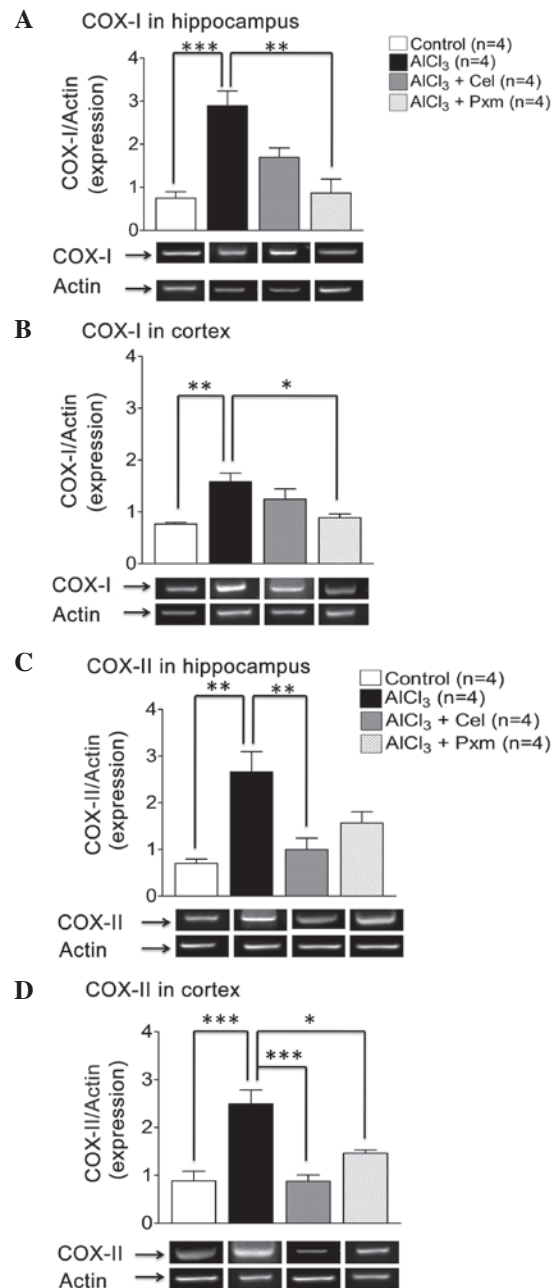 A COX-I in hippocampus
*** **
Control (n=4)
AlCl3 (n=4)
AlCl3 + Cel (n=4)
AlCl3 + Pxm (n=4)
COX-I/Actin
(expression)
4
3
2
1
0
COX-I
Actin
B COX-I in cortex
** *
COX-I/Actin
(expression)
4
3
2
1
0
COX-I
Actin
C COX-II in hippocampus
** **
Control (n=4)
AlCl3 (n=4)
AlCl3 + Cel (n=4)
AlCl3 + Pxm (n=4)
COX-II/Actin
(expression)
4
3
2
1
0
COX-II
Actin
D COX-II in cortex
*** *
***
COX-II/Actin
(expression)
4
3
2
1
0
COX-II
Actin